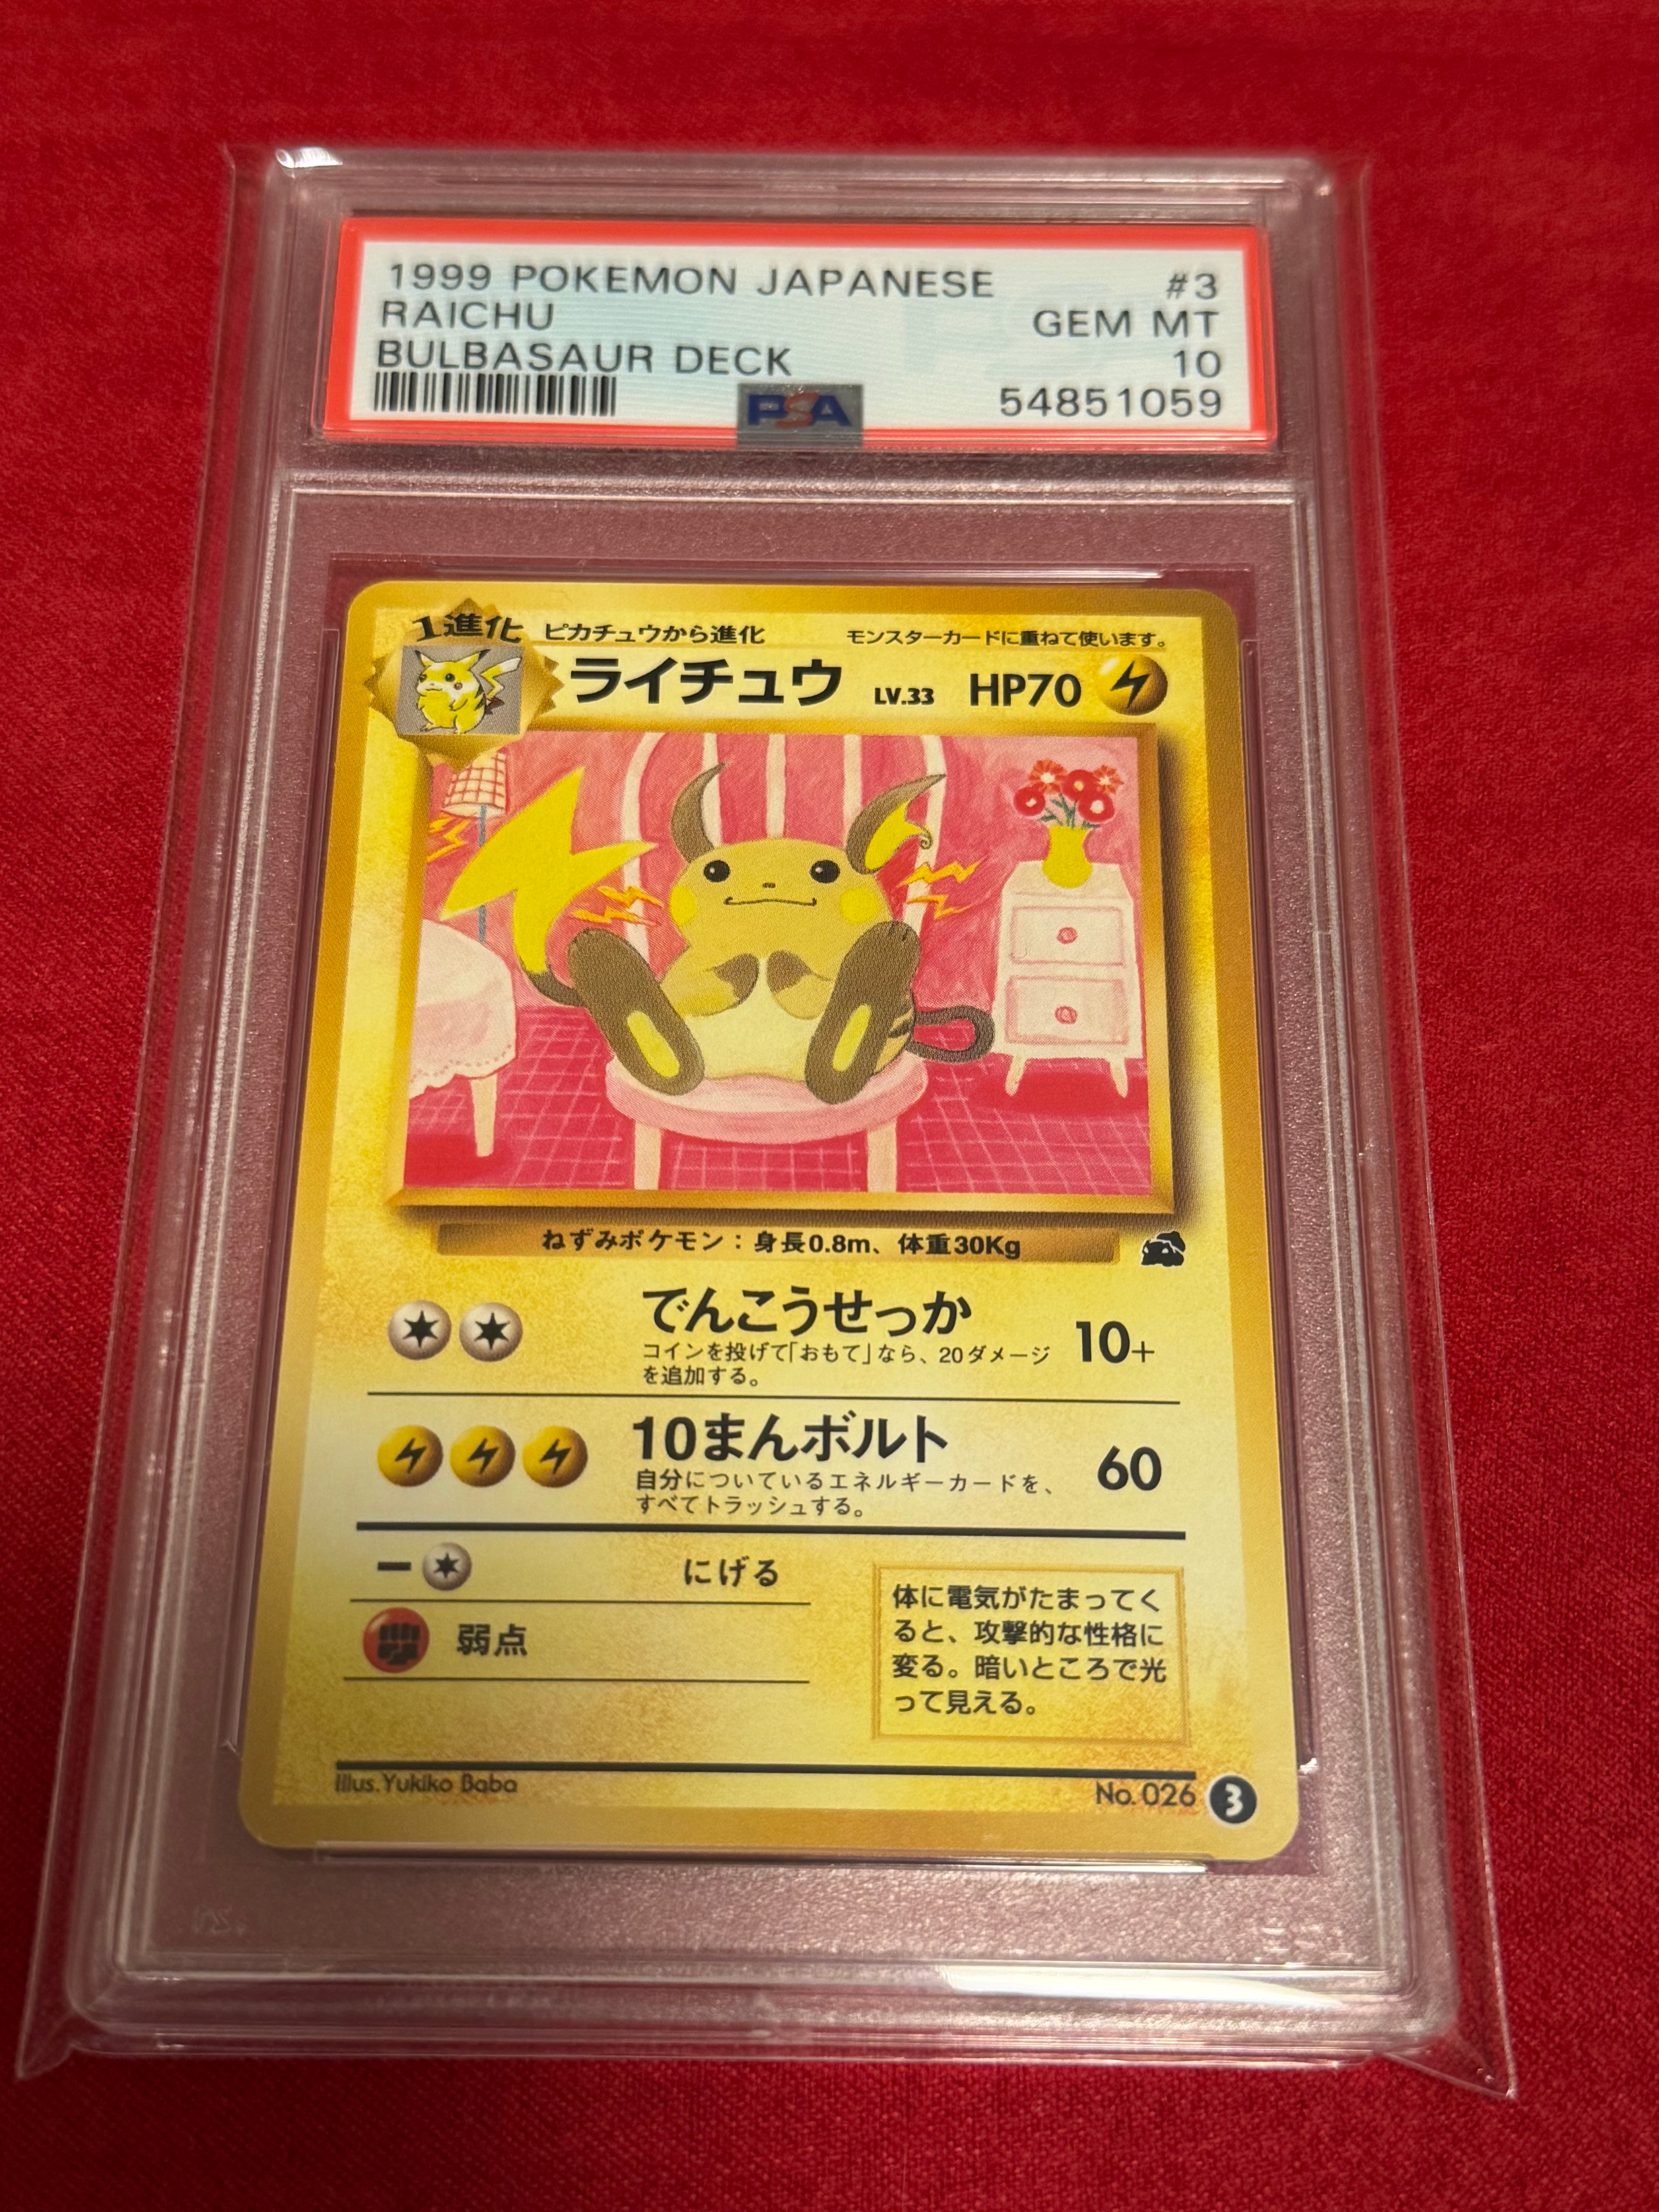 1999 POKEMON JAPANESE #3
RAICHU GEM MT
BULBASAUR DECK 10
54851059
PSA
1進化 ピカチュウから進化 モンスターカードに重ねて使います。
ライチュウ LV.33 HP70
ねずみポケモン:身長0.8m、体重30Kg
でんこうせっか 10+
コインを投げて「おもて」なら、20ダメージ
を追加する。
10まんボルト 60
自分についているエネルギーカードを、
すべてトラッシュする。
ー にげる
弱点
体に電気がたまってく
ると、攻撃的な性格に
変る。暗いところで光
って見える。
Illus.Yukiko Baba No.026 3